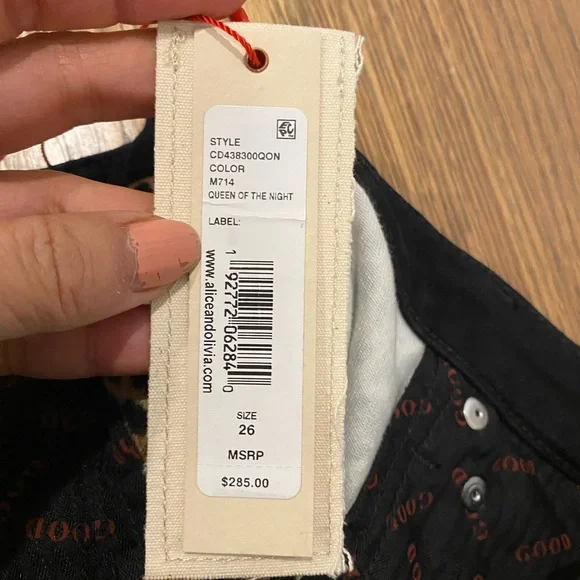 STYLE
CD438300QON
COLOR
M714
QUEEN OF THE NIGHT
LABEL:
1 92772 06284 0
www.aliceandolivia.com
SIZE
26
MSRP
$285.00
GOOD
GOOD
GOOD
GOOD